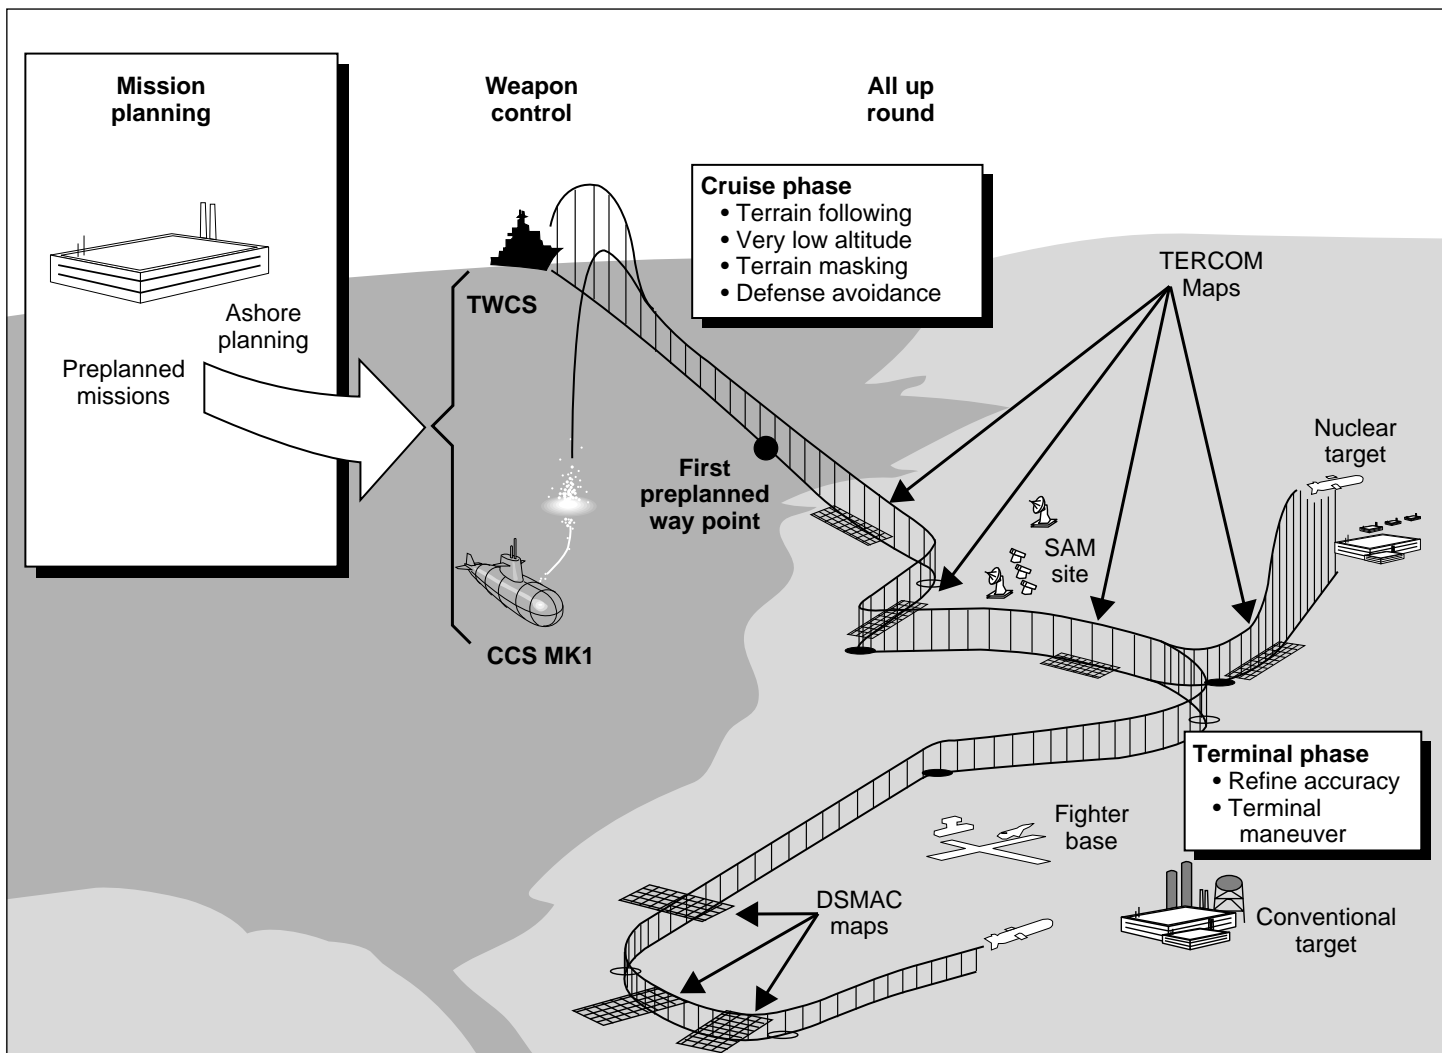 Mission
planning
Weapon
control
All up
round
Cruise phase
• Terrain following
• Very low altitude
• Terrain masking
• Defense avoidance
TERCOM
Maps
TWCS
Ashore
planning
Preplanned
missions
First
preplanned
way point
Nuclear
target
SAM
site
CCS MK1
Terminal phase
• Refine accuracy
• Terminal
maneuver
Fighter
base
DSMAC
maps
Conventional
target